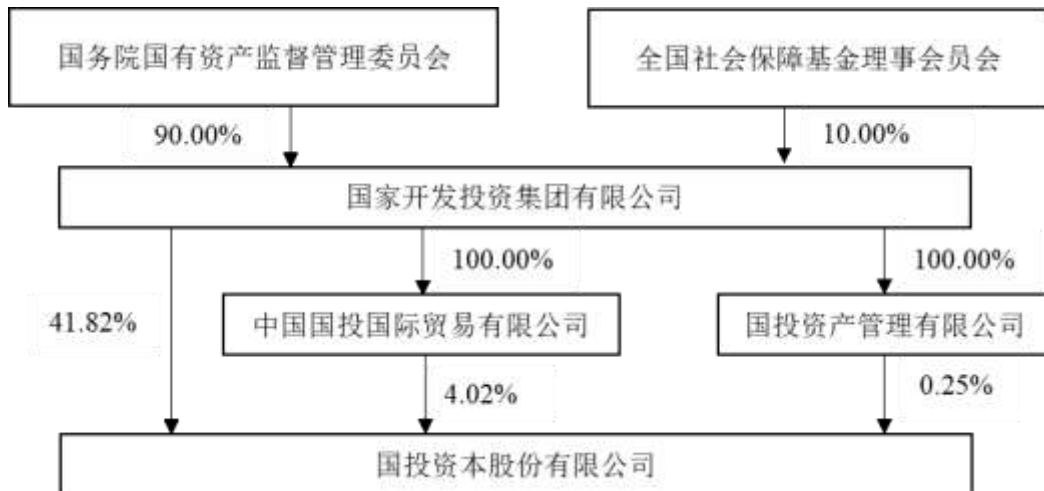 国务院国有资产监督管理委员会
全国社会保障基金理事会员会
90.00%
10.00%
国家开发投资集团有限公司
100.00%
100.00%
41.82%
中国国投国际贸易有限公司
国投资产管理有限公司
4.02%
0.25%
国投资本股份有限公司